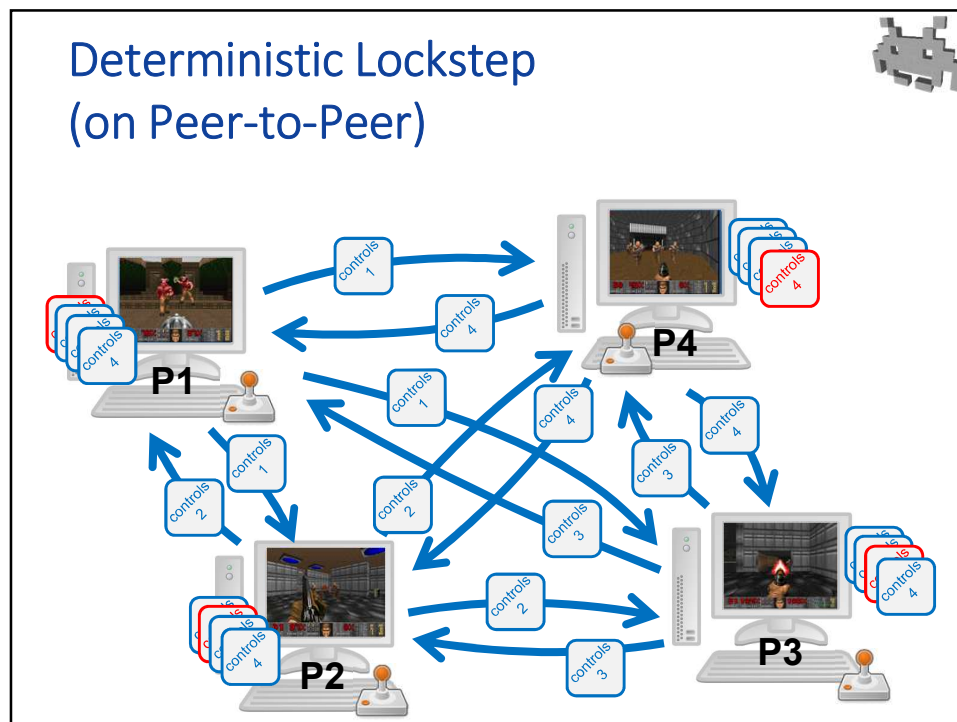 Deterministic Lockstep
(on Peer-to-Peer)
controls
1
controls
4
controls
4
controls
4
P1
P4
controls
1
controls
4
controls
1
controls
2
controls
2
controls
3
controls
4
controls
3
controls
4
controls
4
P2
controls
2
controls
3
P3